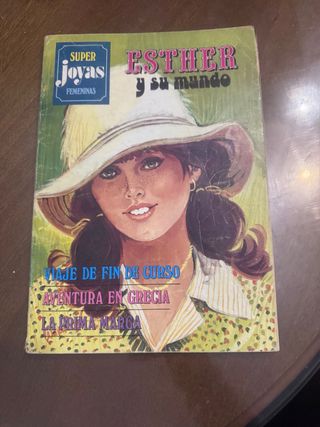 SUPER
joyas
FEMENINAS
ESTHER
y su mundo
VIAJE DE FIN DE CURSO
AVENTURA EN GRECIA
LA PRIMA MARGA